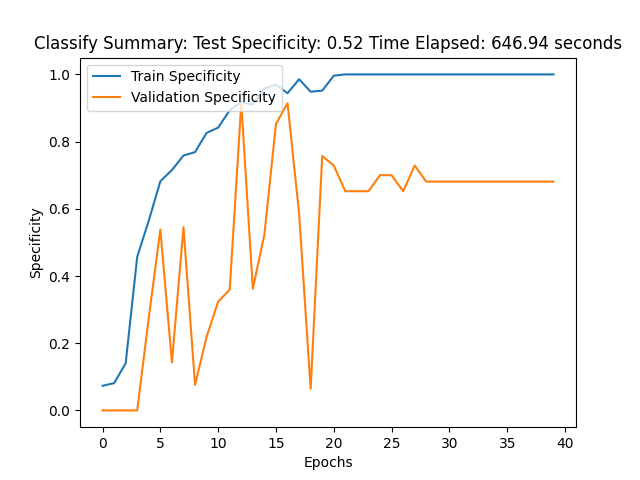 Classify Summary: Test Specificity: 0.52 Time Elapsed: 646.94 seconds
Train Specificity
Validation Specificity
1.0
0.8
0.6
0.4
0.2
0.0
Specificity
0 5 10 15 20 25 30 35 40
Epochs